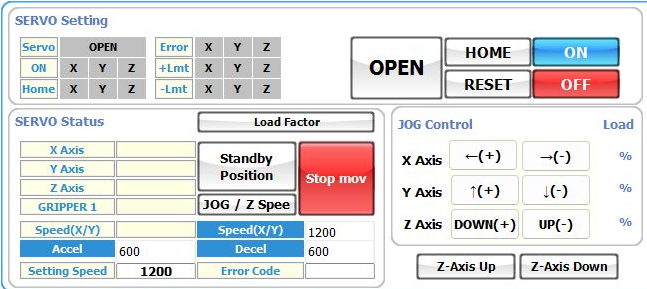 SERVO Setting
Servo OPEN Error X Y Z
ON X Y Z +Lmt X Y Z
Home X Y Z -Lmt X Y Z
OPEN HOME ON
RESET OFF
SERVO Status Load Factor
X Axis
Y Axis
Z Axis
GRIPPER 1
Standby
Position
Stop mov
JOG / Z Spee
Speed(X/Y) Speed(X/Y) 1200
Accel 600 Decel 600
Setting Speed 1200 Error Code
JOG Control Load
X Axis ←(+) →(-) %
Y Axis ↑(+) ↓(-) %
Z Axis DOWN(+) UP(-) %
Z-Axis Up Z-Axis Down